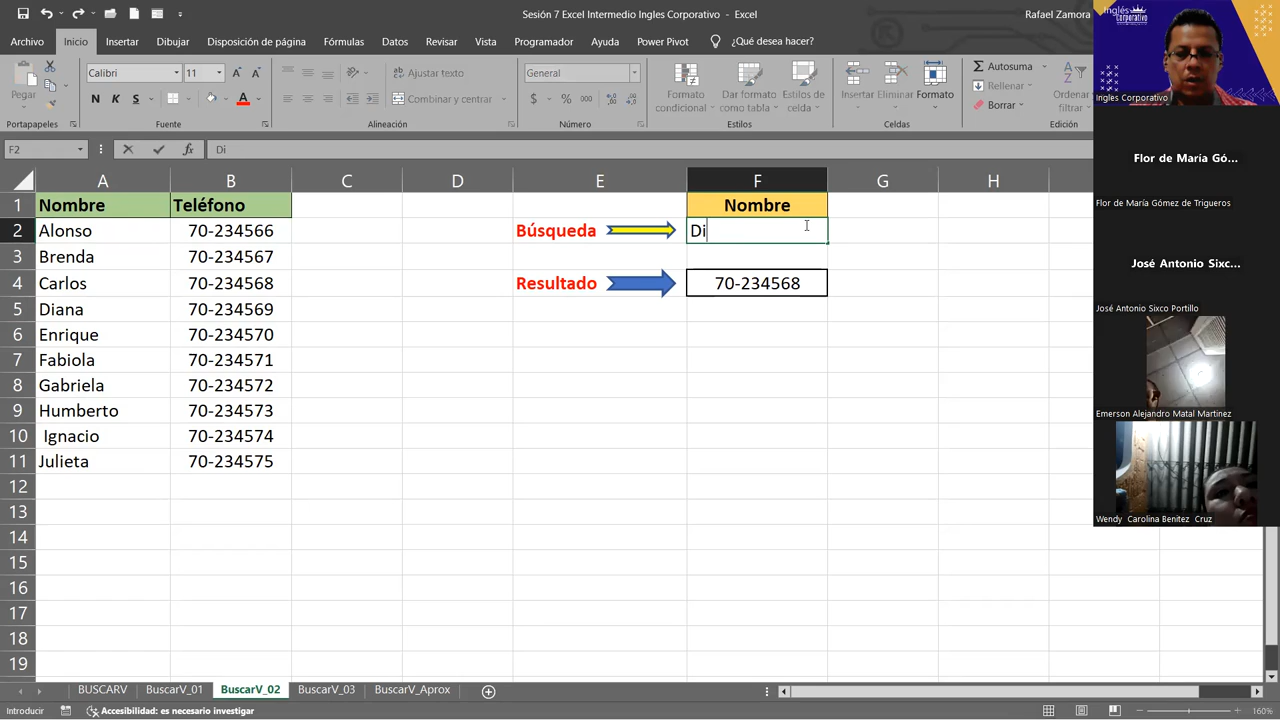 Sesión 7 Excel Intermedio Ingles Corporativo - Excel
Rafael Zamora
Archivo Inicio Insertar Dibujar Disposición de página Fórmulas Datos Revisar Vista Programador Ayuda Power Pivot ¿Qué desea hacer?
Pegar
Calibri 11
N K S
Ajustar texto
Combinar y centrar
General
$ % 000
Formato condicional
Dar formato como tabla
Estilos de celda
Insertar Eliminar Formato
Autosuma
Rellenar
Borrar
Ordenar y filtrar
Portapapeles Fuente Alineación Número Estilos Celdas Edición
F2 fx Di
A B C D E F G H
1 Nombre Teléfono Nombre
2 Alonso 70-234566 Búsqueda Di
3 Brenda 70-234567
4 Carlos 70-234568 Resultado 70-234568
5 Diana 70-234569
6 Enrique 70-234570
7 Fabiola 70-234571
8 Gabriela 70-234572
9 Humberto 70-234573
10 Ignacio 70-234574
11 Julieta 70-234575
12
13
14
15
16
17
18
19
BUSCARV BuscarV_01 BuscarV_02 BuscarV_03 BuscarV_Aprox
Introducir Accesibilidad: es necesario investigar 160%
Inglés
Corporativo
Ingles Corporativo
Flor de María Gó...
Flor de María Gómez de Trigueros
José Antonio Sixc...
José Antonio Sixco Portillo
Emerson Alejandro Matal Martinez
Wendy Carolina Benitez Cruz